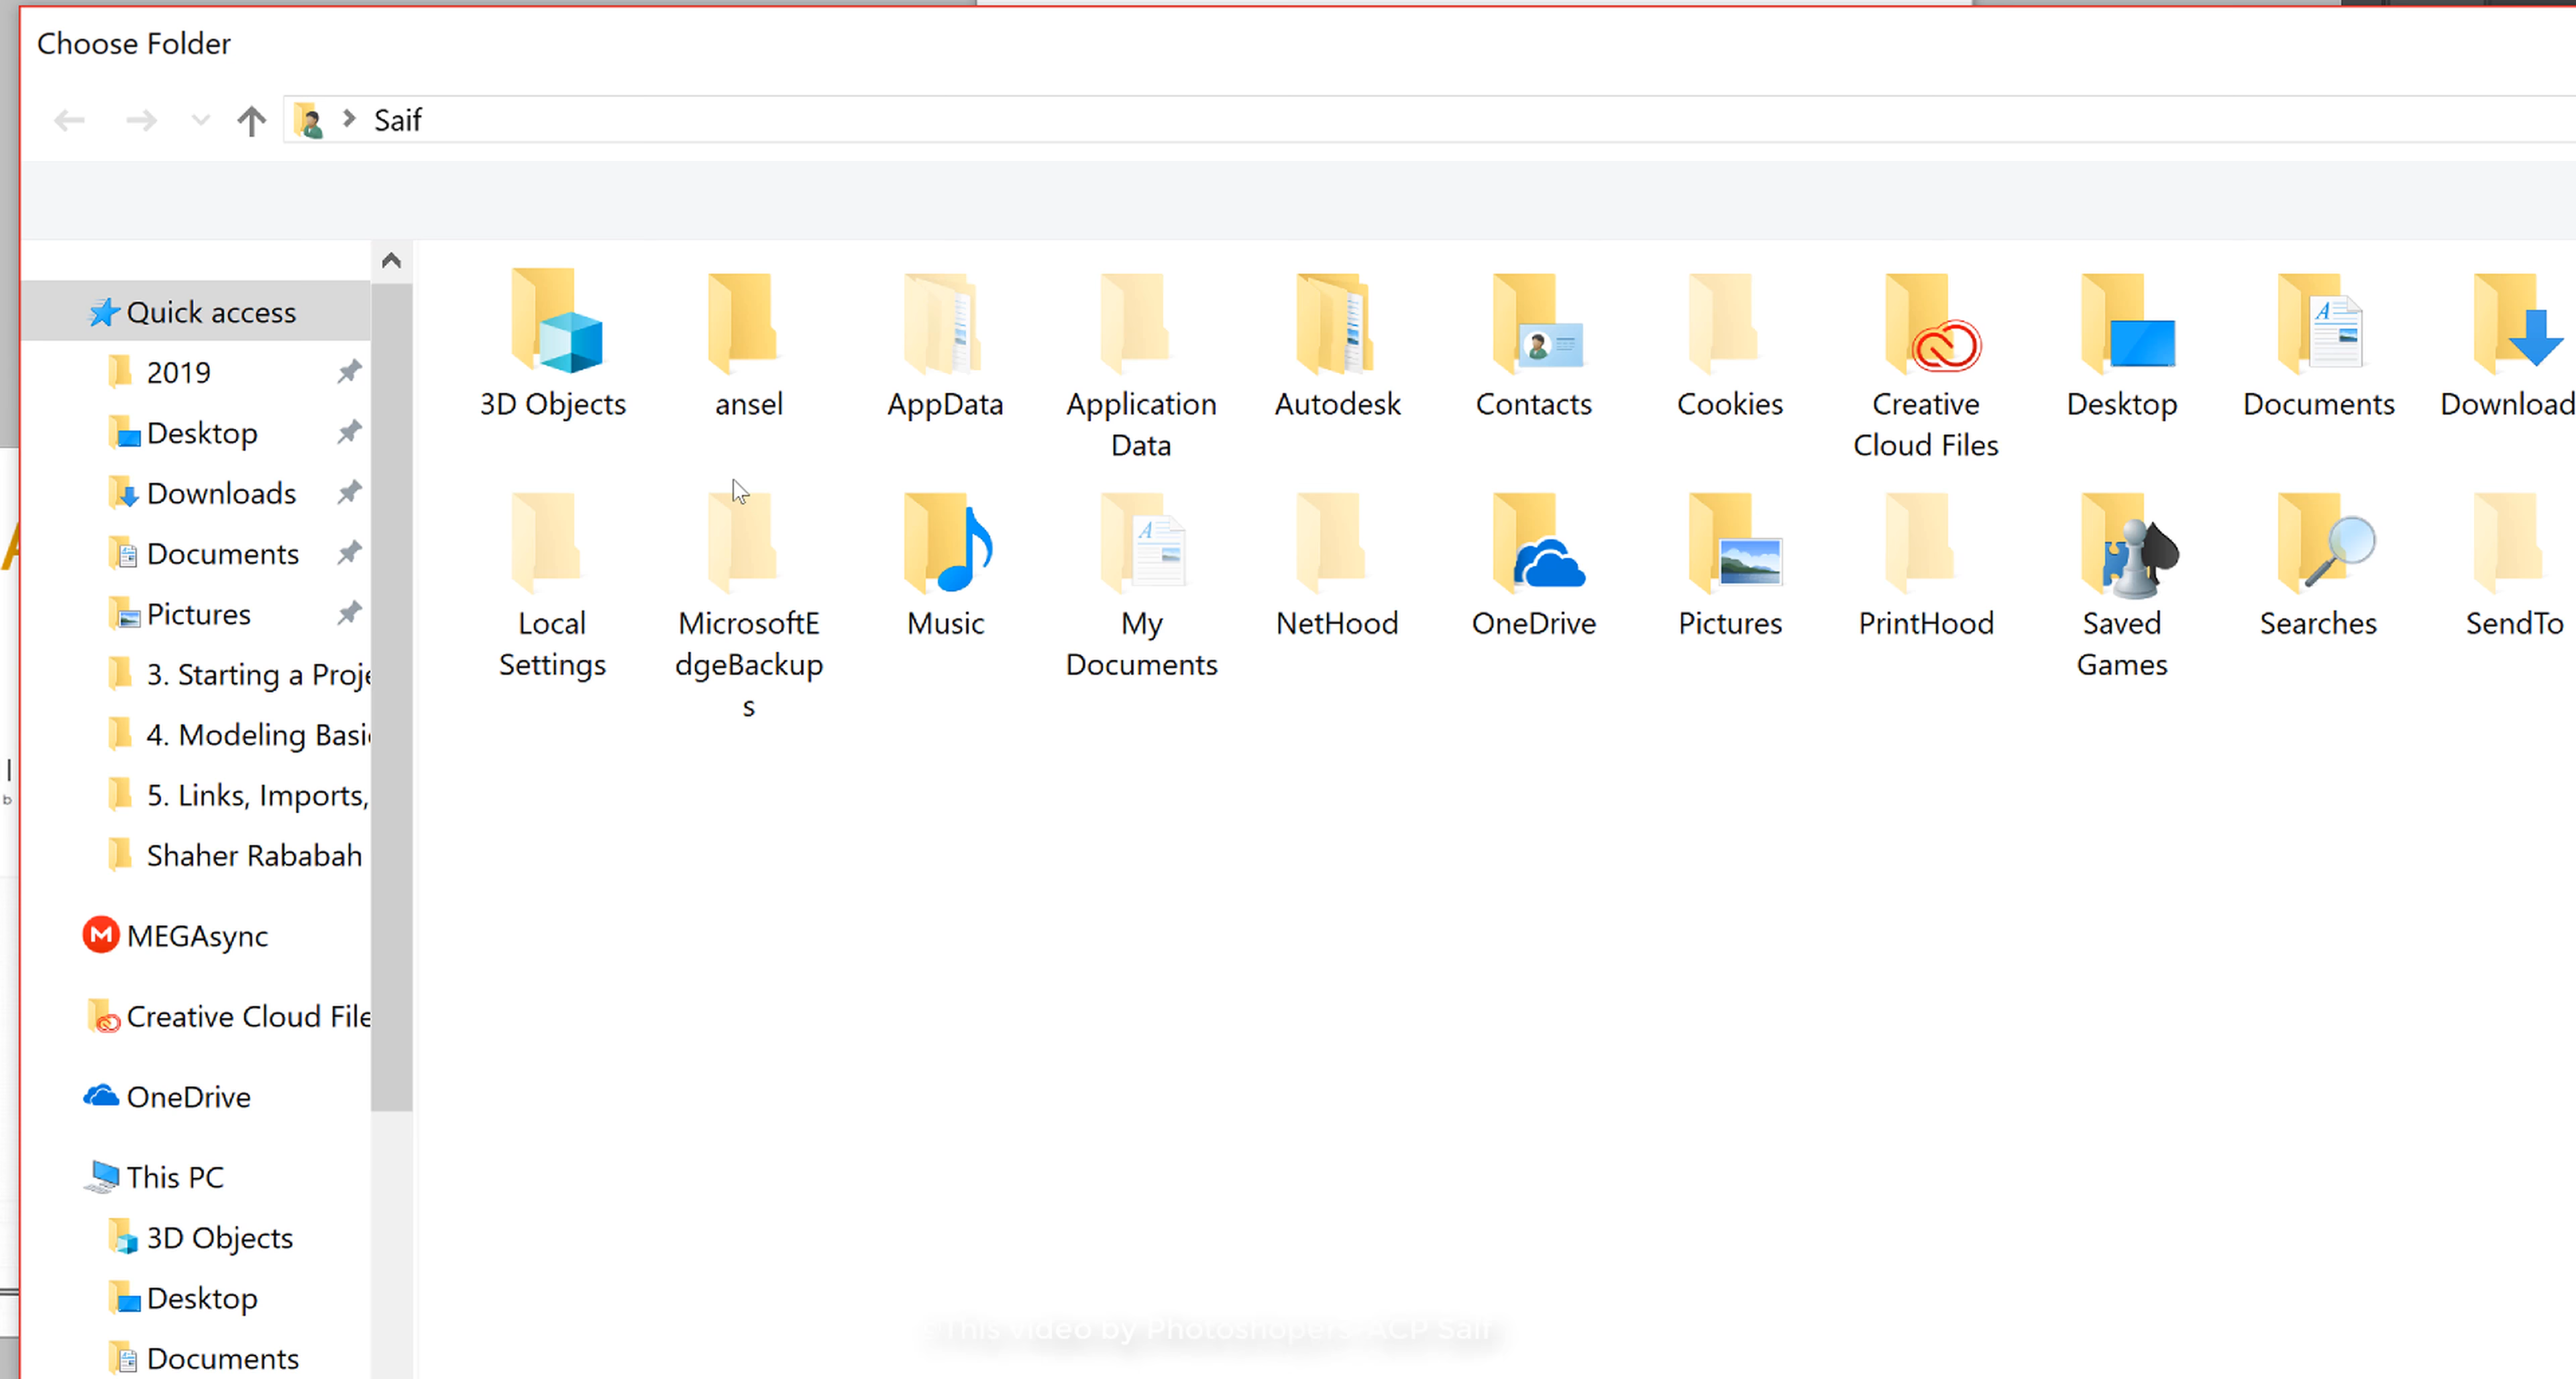 Choose Folder
Saif
Quick access
2019
Desktop
Downloads
Documents
Pictures
3. Starting a Proje
4. Modeling Basi
5. Links, Imports,
Shaher Rababah
MEGAsync
Creative Cloud File
OneDrive
This PC
3D Objects
Desktop
Documents
3D Objects
ansel
AppData
Application
Data
Autodesk
Contacts
Cookies
Creative
Cloud Files
Desktop
Documents
Download
Local
Settings
MicrosoftE
dgeBackup
s
Music
My
Documents
NetHood
OneDrive
Pictures
PrintHood
Saved
Games
Searches
SendTo
This video by Photoshopers ACP Saif